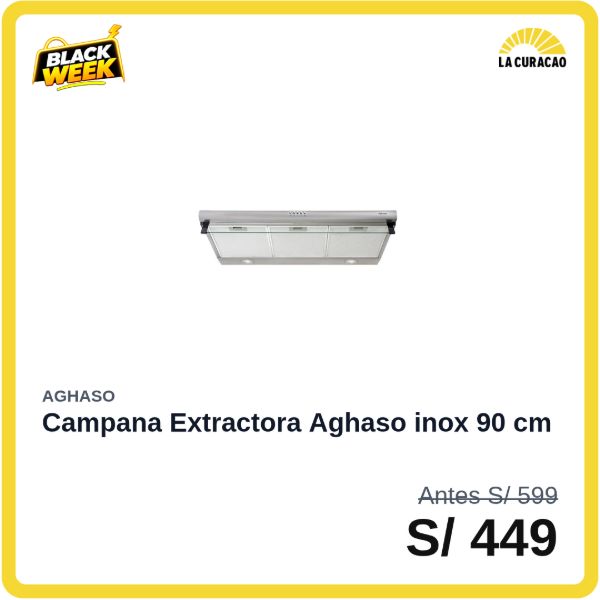 BLACK
WEEK
LA CURACAO
AGHASO
Campana Extractora Aghaso inox 90 cm
Antes S/ 599
S/ 449